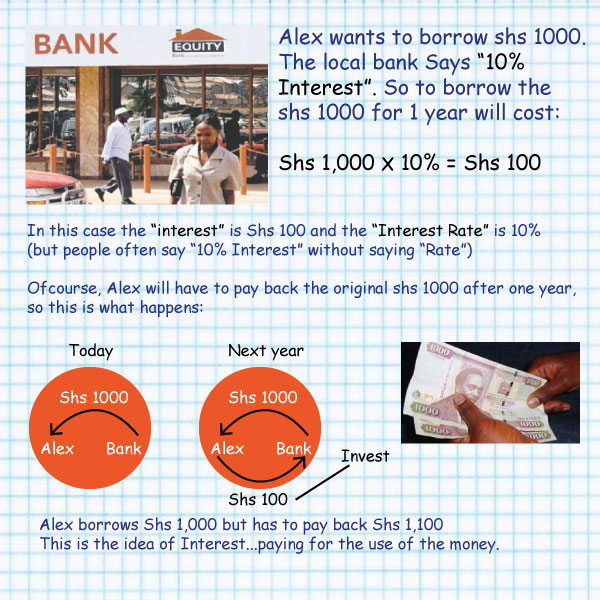 BANK
EQUITY
Bank
Alex wants to borrow shs 1000.
The local bank Says “10%
Interest”. So to borrow the
shs 1000 for 1 year will cost:
Shs 1,000 x 10% = Shs 100
In this case the “interest” is Shs 100 and the “Interest Rate” is 10%
(but people often say “10% Interest” without saying “Rate”)
Ofcourse, Alex will have to pay back the original shs 1000 after one year,
so this is what happens:
Today
Shs 1000
Alex Bank
Next year
Shs 1000
Alex Bank
Shs 100
Invest
1000
1000
1000
1000
Alex borrows Shs 1,000 but has to pay back Shs 1,100
This is the idea of Interest...paying for the use of the money.